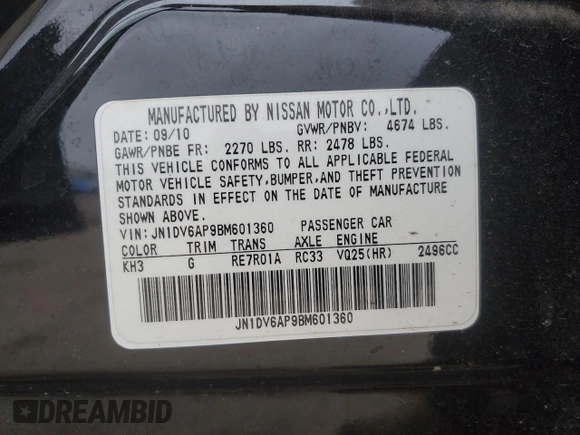 MANUFACTURED BY NISSAN MOTOR CO.,LTD.
DATE: 09/10 GVWR/PNBV: 4674 LBS.
GAWR/PNBE FR: 2270 LBS. RR: 2478 LBS.
THIS VEHICLE CONFORMS TO ALL APPLICABLE FEDERAL
MOTOR VEHICLE SAFETY,BUMPER,AND THEFT PREVENTION
STANDARDS IN EFFECT ON THE DATE OF MANUFACTURE
SHOWN ABOVE.
VIN: JN1DV6AP9BM601360 PASSENGER CAR
COLOR TRIM TRANS AXLE ENGINE
KH3 G RE7R01A RC33 VQ25(HR) 2496CC
JN1DV6AP9BM601360
DREAMBID